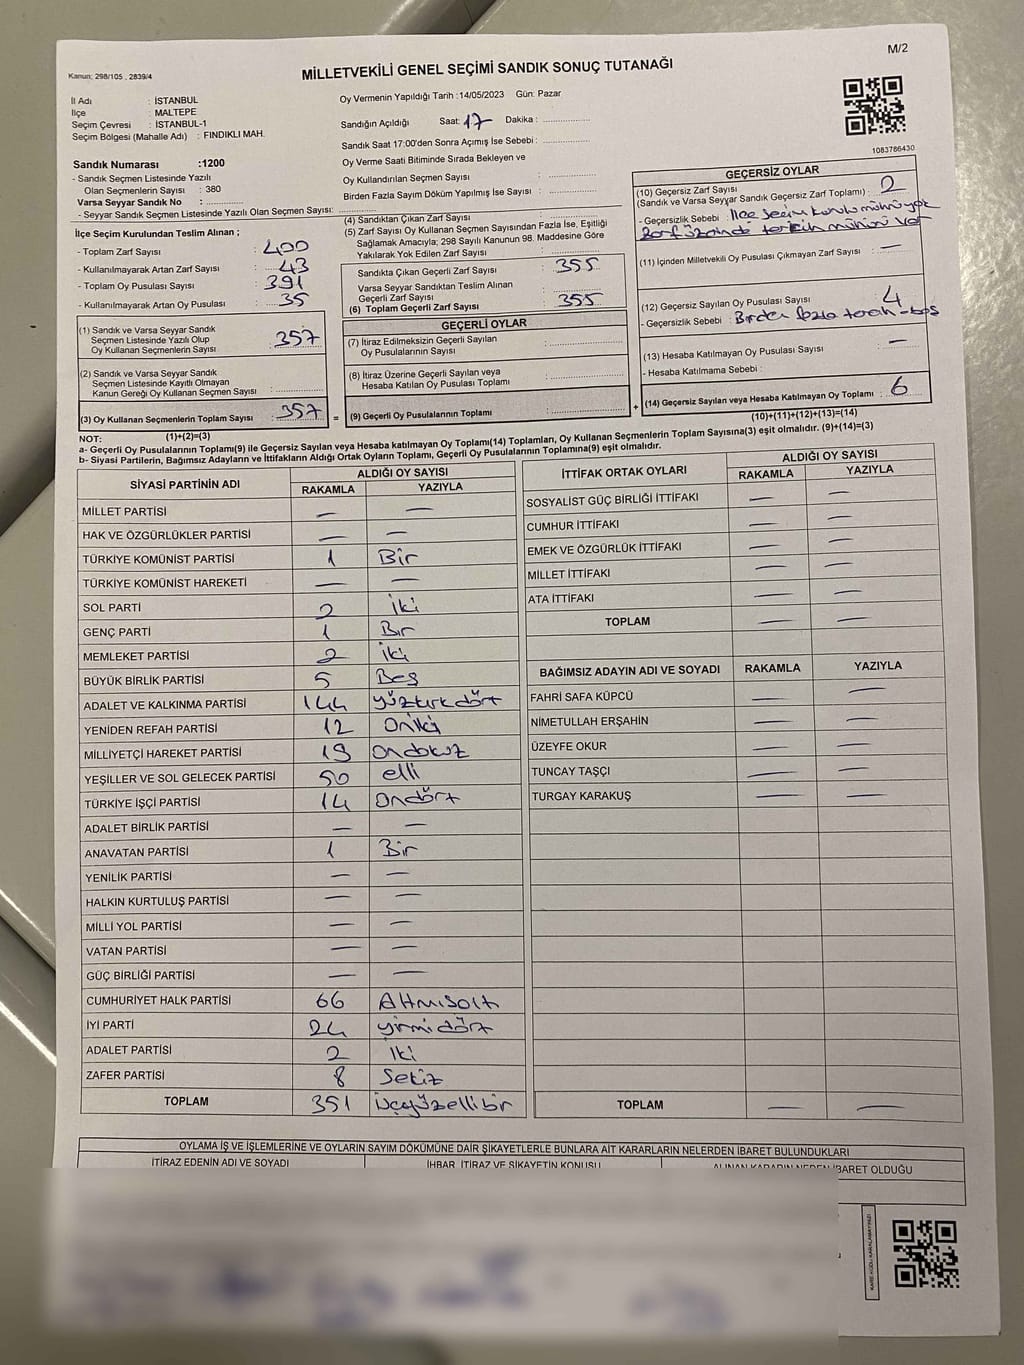 M/2
Kanun: 298/105 , 2839/4
MİLLETVEKİLİ GENEL SEÇİMİ SANDIK SONUÇ TUTANAĞI
İl Adı : İSTANBUL
İlçe : MALTEPE
Seçim Çevresi : İSTANBUL-1
Seçim Bölgesi (Mahalle Adı) : FINDIKLI MAH.
Sandık Numarası :1200
- Sandık Seçmen Listesinde Yazılı
Olan Seçmenlerin Sayısı : 380
Varsa Seyyar Sandık No :
- Seyyar Sandık Seçmen Listesinde Yazılı Olan Seçmen Sayısı:
İlçe Seçim Kurulundan Teslim Alınan ;
- Toplam Zarf Sayısı : 400
- Kullanılmayarak Artan Zarf Sayısı : 43
- Toplam Oy Pusulası Sayısı : 391
- Kullanılmayarak Artan Oy Pusulası : 35
(1) Sandık ve Varsa Seyyar Sandık
Seçmen Listesinde Yazılı Olup
Oy Kullanan Seçmenlerin Sayısı : 357
(2) Sandık ve Varsa Seyyar Sandık
Seçmen Listesinde Kayıtlı Olmayan
Kanun Gereği Oy Kullanan Seçmen Sayısı :
(3) Oy Kullanan Seçmenlerin Toplam Sayısı : 357 =
(1)+(2)=(3)
Oy Vermenin Yapıldığı Tarih :14/05/2023 Gün: Pazar
Sandığın Açıldığı Saat: 17 Dakika :
Sandık Saat 17:00'den Sonra Açımış İse Sebebi :
Oy Verme Saati Bitiminde Sırada Bekleyen ve
Oy Kullandırılan Seçmen Sayısı :
Birden Fazla Sayım Döküm Yapılmış İse Sayısı :
(4) Sandıktan Çıkan Zarf Sayısı :
(5) Zarf Sayısı Oy Kullanan Seçmen Sayısından Fazla İse, Eşitliği
Sağlamak Amacıyla; 298 Sayılı Kanunun 98. Maddesine Göre
Yakılarak Yok Edilen Zarf Sayısı :
Sandıkta Çıkan Geçerli Zarf Sayısı : 355
Varsa Seyyar Sandıktan Teslim Alınan
Geçerli Zarf Sayısı
(6) Toplam Geçerli Zarf Sayısı : 355
GEÇERLİ OYLAR
(7) İtiraz Edilmeksizin Geçerli Sayılan
Oy Pusulalarının Sayısı :
(8) İtiraz Üzerine Geçerli Sayılan veya
Hesaba Katılan Oy Pusulası Toplamı :
(9) Geçerli Oy Pusulalarının Toplamı : +
1083786430
GEÇERSİZ OYLAR
(10) Geçersiz Zarf Sayısı
(Sandık ve Varsa Seyyar Sandık Geçersiz Zarf Toplamı) : 2
- Geçersizlik Sebebi : İlçe Seçim Kurulu mührü yok
Zarf üzerinde tercih mührü var
(11) İçinden Milletvekili Oy Pusulası Çıkmayan Zarf Sayısı : —
(12) Geçersiz Sayılan Oy Pusulası Sayısı : 4
- Geçersizlik Sebebi : Birden fazla tercih - boş
(13) Hesaba Katılmayan Oy Pusulası Sayısı : —
- Hesaba Katılmama Sebebi :
(14) Geçersiz Sayılan veya Hesaba Katılmayan Oy Toplamı : 6
(10)+(11)+(12)+(13)=(14)
NOT:
a- Geçerli Oy Pusulalarının Toplamı(9) ile Geçersiz Sayılan veya Hesaba katılmayan Oy Toplamı(14) Toplamları, Oy Kullanan Seçmenlerin Toplam Sayısına(3) eşit olmalıdır. (9)+(14)=(3)
b- Siyasi Partilerin, Bağımsız Adayların ve İttifakların Aldığı Ortak Oyların Toplamı, Geçerli Oy Pusulalarının Toplamına(9) eşit olmalıdır.
SİYASİ PARTİNİN ADI ALDIĞI OY SAYISI
RAKAMLA YAZIYLA
MİLLET PARTİSİ — —
HAK VE ÖZGÜRLÜKLER PARTİSİ — —
TÜRKİYE KOMÜNİST PARTİSİ 1 Bir
TÜRKİYE KOMÜNİST HAREKETİ — —
SOL PARTİ 2 iki
GENÇ PARTİ 1 Bir
MEMLEKET PARTİSİ 2 iki
BÜYÜK BİRLİK PARTİSİ 5 Beş
ADALET VE KALKINMA PARTİSİ 144 yüzkırkdört
YENİDEN REFAH PARTİSİ 12 Oniki
MİLLİYETÇİ HAREKET PARTİSİ 19 Ondokuz
YEŞİLLER VE SOL GELECEK PARTİSİ 50 elli
TÜRKİYE İŞÇİ PARTİSİ 14 Ondört
ADALET BİRLİK PARTİSİ — —
ANAVATAN PARTİSİ 1 Bir
YENİLİK PARTİSİ — —
HALKIN KURTULUŞ PARTİSİ — —
MİLLİ YOL PARTİSİ — —
VATAN PARTİSİ — —
GÜÇ BİRLİĞİ PARTİSİ — —
CUMHURİYET HALK PARTİSİ 66 Altmışaltı
İYİ PARTİ 24 yirmidört
ADALET PARTİSİ 2 İki
ZAFER PARTİSİ 8 Sekiz
TOPLAM 351 üçyüzellibir
İTTİFAK ORTAK OYLARI ALDIĞI OY SAYISI
RAKAMLA YAZIYLA
SOSYALİST GÜÇ BİRLİĞİ İTTİFAKI — —
CUMHUR İTTİFAKI — —
EMEK VE ÖZGÜRLÜK İTTİFAKI — —
MİLLET İTTİFAKI — —
ATA İTTİFAKI — —
TOPLAM — —
BAĞIMSIZ ADAYIN ADI VE SOYADI RAKAMLA YAZIYLA
FAHRİ SAFA KÜPCÜ — —
NİMETULLAH ERŞAHİN — —
ÜZEYFE OKUR — —
TUNCAY TAŞÇI — —
TURGAY KARAKUŞ — —
TOPLAM — —
OYLAMA İŞ VE İŞLEMLERİNE VE OYLARIN SAYIM DÖKÜMÜNE DAİR ŞİKAYETLERLE BUNLARA AİT KARARLARIN NELERDEN İBARET BULUNDUKLARI
İTİRAZ EDENİN ADI VE SOYADI İHBAR, İTİRAZ VE ŞİKAYETİN KONUSU ALINAN KARARIN NEDEN İBARET OLDUĞU